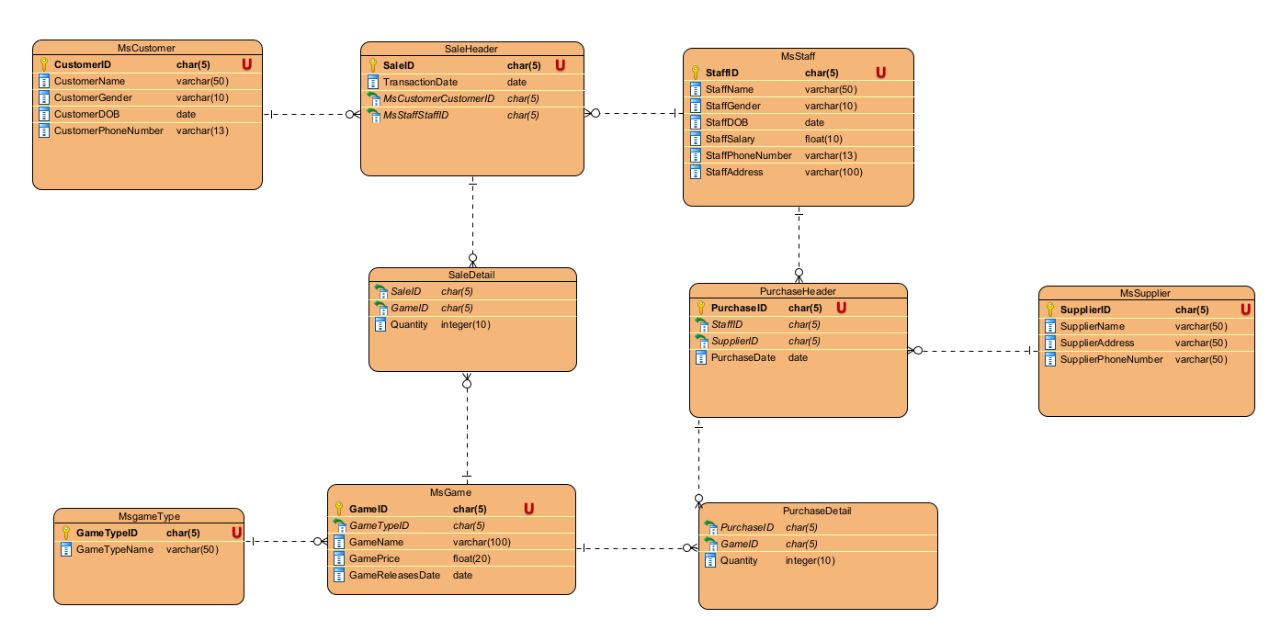 MsCustomer
CustomerID char(5) U
CustomerName varchar(50)
CustomerGender varchar(10)
CustomerDOB date
CustomerPhoneNumber varchar(13)
SaleHeader
SaleID char(5) U
TransactionDate date
MsCustomerCustomerID char(5)
MsStaffStaffID char(5)
MsStaff
StaffID char(5) U
StaffName varchar(50)
StaffGender varchar(10)
StaffDOB date
StaffSalary float(10)
StaffPhoneNumber varchar(13)
StaffAddress varchar(100)
SaleDetail
SaleID char(5)
GameID char(5)
Quantity integer(10)
PurchaseHeader
PurchaseID char(5) U
StaffID char(5)
SupplierID char(5)
PurchaseDate date
MsSupplier
SupplierID char(5) U
SupplierName varchar(50)
SupplierAddress varchar(50)
SupplierPhoneNumber varchar(50)
MsgameType
GameTypeID char(5) U
GameTypeName varchar(50)
MsGame
GameID char(5) U
GameTypeID char(5)
GameName varchar(100)
GamePrice float(20)
GameReleasesDate date
PurchaseDetail
PurchaseID char(5)
GameID char(5)
Quantity integer(10)